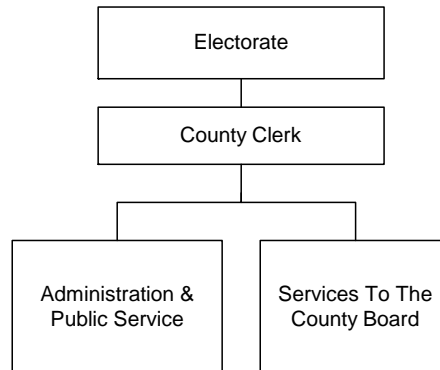 Electorate
County Clerk
Administration &
Public Service
Services To The
County Board